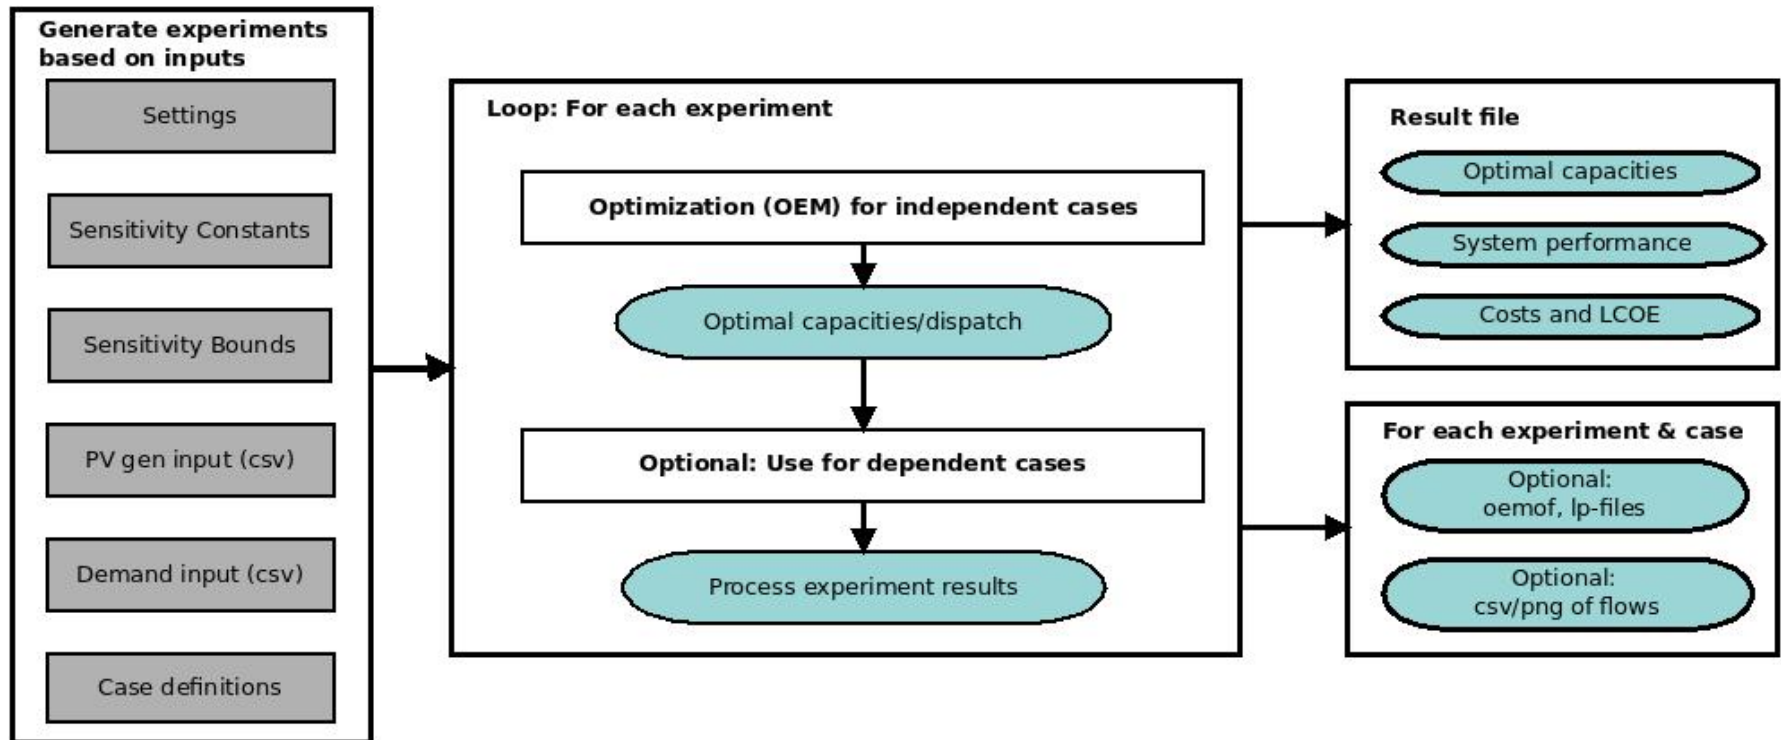 Generate experiments
based on inputs
Settings
Sensitivity Constants
Sensitivity Bounds
PV gen input (csv)
Demand input (csv)
Case definitions
Loop: For each experiment
Optimization (OEM) for independent cases
Optimal capacities/dispatch
Optional: Use for dependent cases
Process experiment results
Result file
Optimal capacities
System performance
Costs and LCOE
For each experiment & case
Optional:
oemof, lp-files
Optional:
csv/png of flows